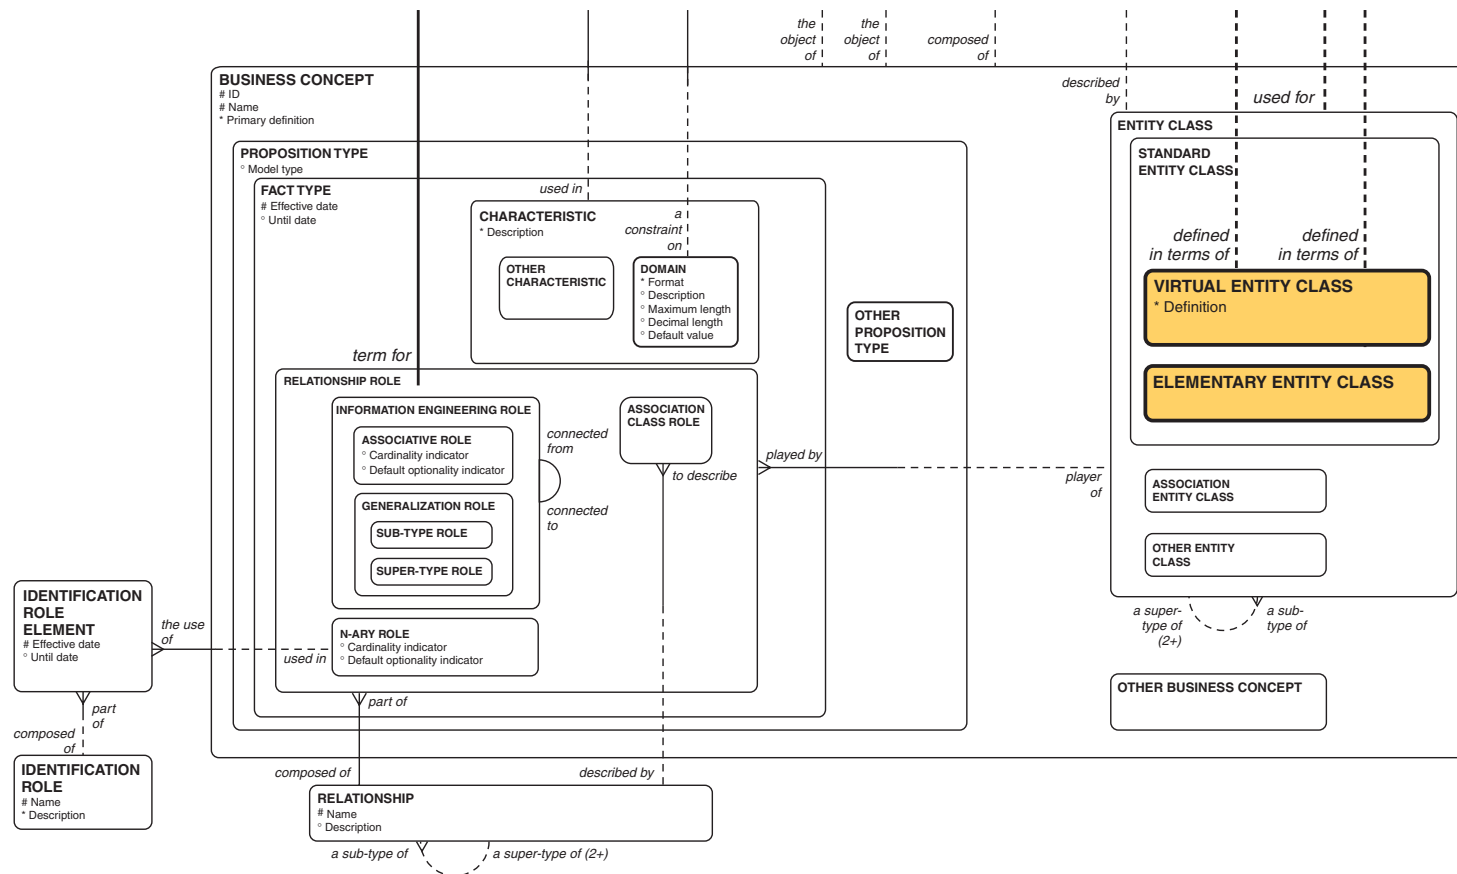 the
object
of
the
object
of
composed
of
described
by
used for
BUSINESS CONCEPT
# ID
# Name
* Primary definition
PROPOSITION TYPE
° Model type
FACT TYPE
# Effective date
° Until date
used in
CHARACTERISTIC
* Description
a
constraint
on
OTHER
CHARACTERISTIC
DOMAIN
* Format
° Description
° Maximum length
° Decimal length
° Default value
OTHER
PROPOSITION
TYPE
term for
RELATIONSHIP ROLE
INFORMATION ENGINEERING ROLE
ASSOCIATIVE ROLE
° Cardinality indicator
° Default optionality indicator
GENERALIZATION ROLE
SUB-TYPE ROLE
SUPER-TYPE ROLE
connected
from
connected
to
ASSOCIATION
CLASS ROLE
to describe
played by
player
of
N-ARY ROLE
° Cardinality indicator
° Default optionality indicator
used in
the use
of
part of
ENTITY CLASS
STANDARD
ENTITY CLASS
defined
in terms of
defined
in terms of
VIRTUAL ENTITY CLASS
* Definition
ELEMENTARY ENTITY CLASS
ASSOCIATION
ENTITY CLASS
OTHER ENTITY
CLASS
a super-
type of
(2+)
a sub-
type of
OTHER BUSINESS CONCEPT
IDENTIFICATION
ROLE
ELEMENT
# Effective date
° Until date
part
of
composed
of
IDENTIFICATION
ROLE
# Name
* Description
composed of
described by
RELATIONSHIP
# Name
° Description
a sub-type of
a super-type of (2+)